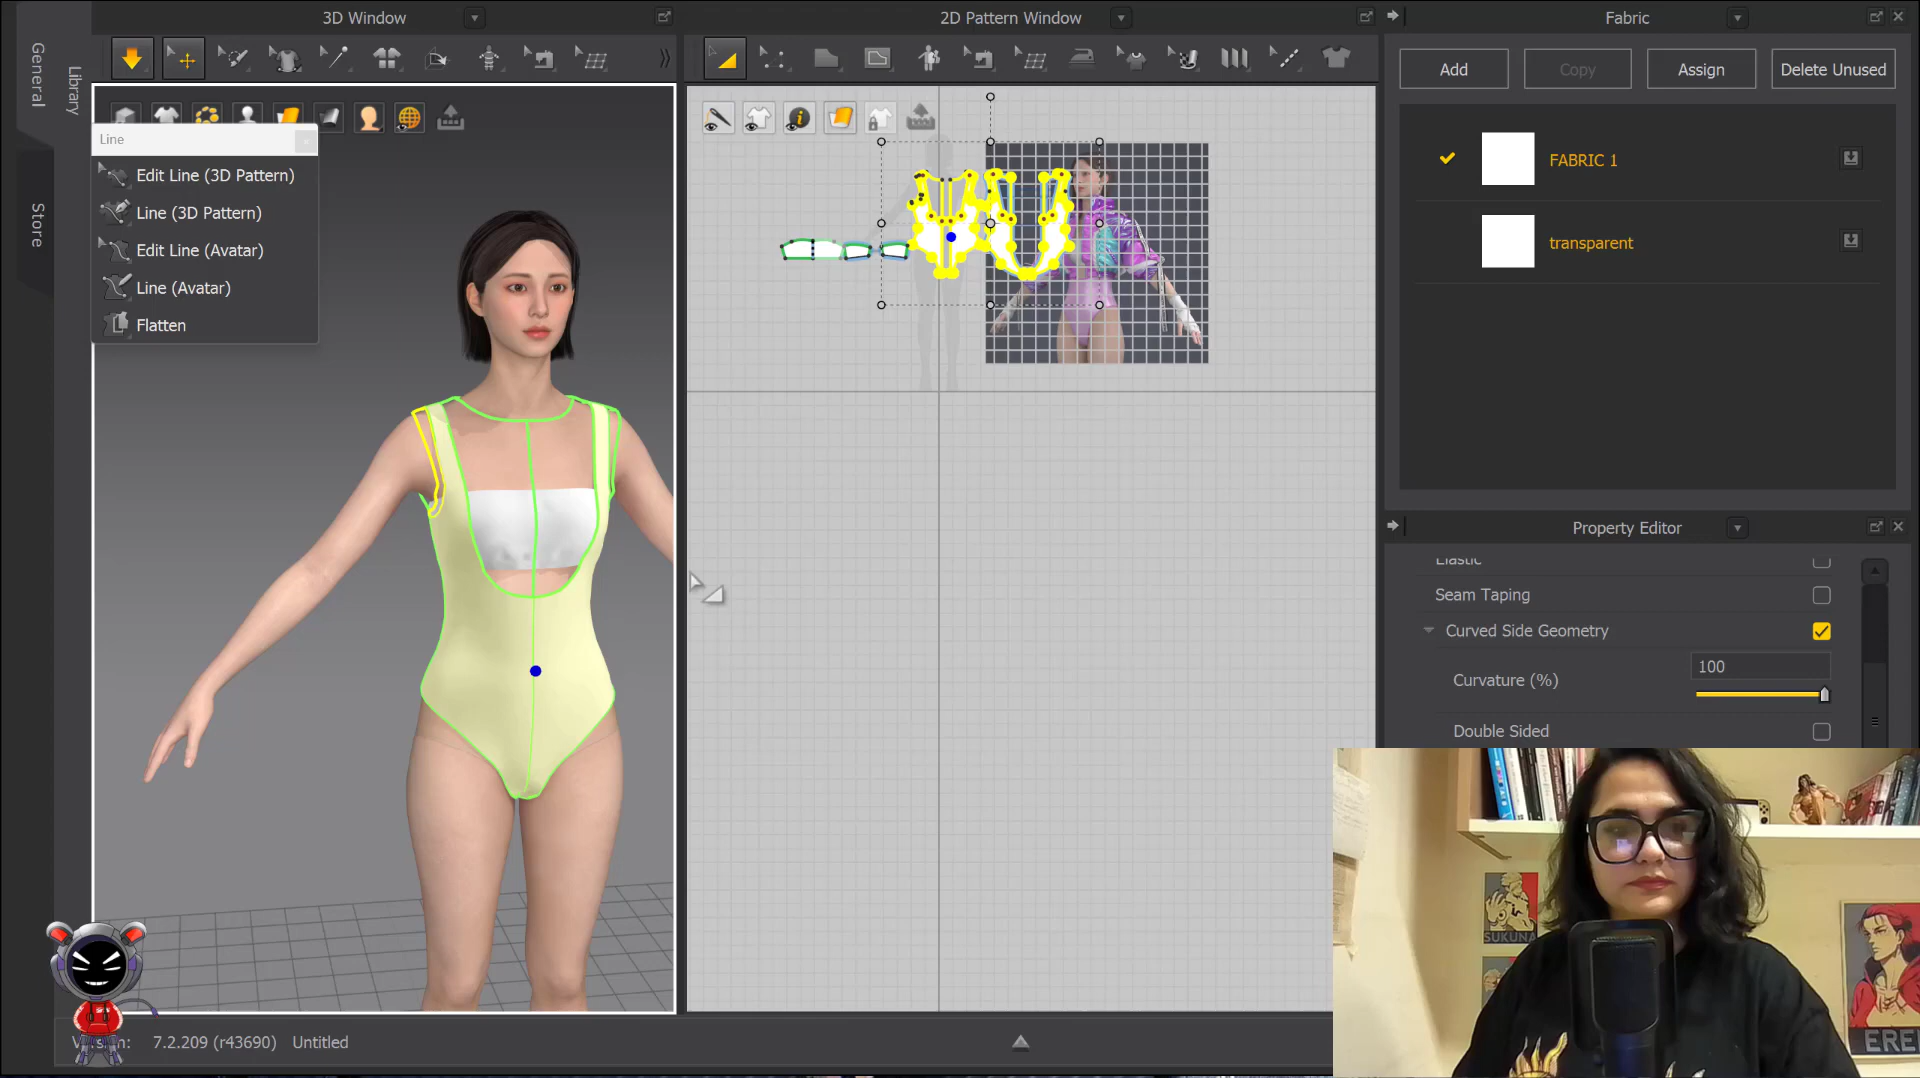 3D Window
2D Pattern Window
Fabric
General
Library
Store
Add
Copy
Assign
Delete Unused
Line
Edit Line (3D Pattern)
Line (3D Pattern)
Edit Line (Avatar)
Line (Avatar)
Flatten
FABRIC 1
transparent
Property Editor
Elastic
Seam Taping
Curved Side Geometry
Curvature (%)
100
Double Sided
SUKUNA
EREN
7.2.209 (r43690)
Untitled